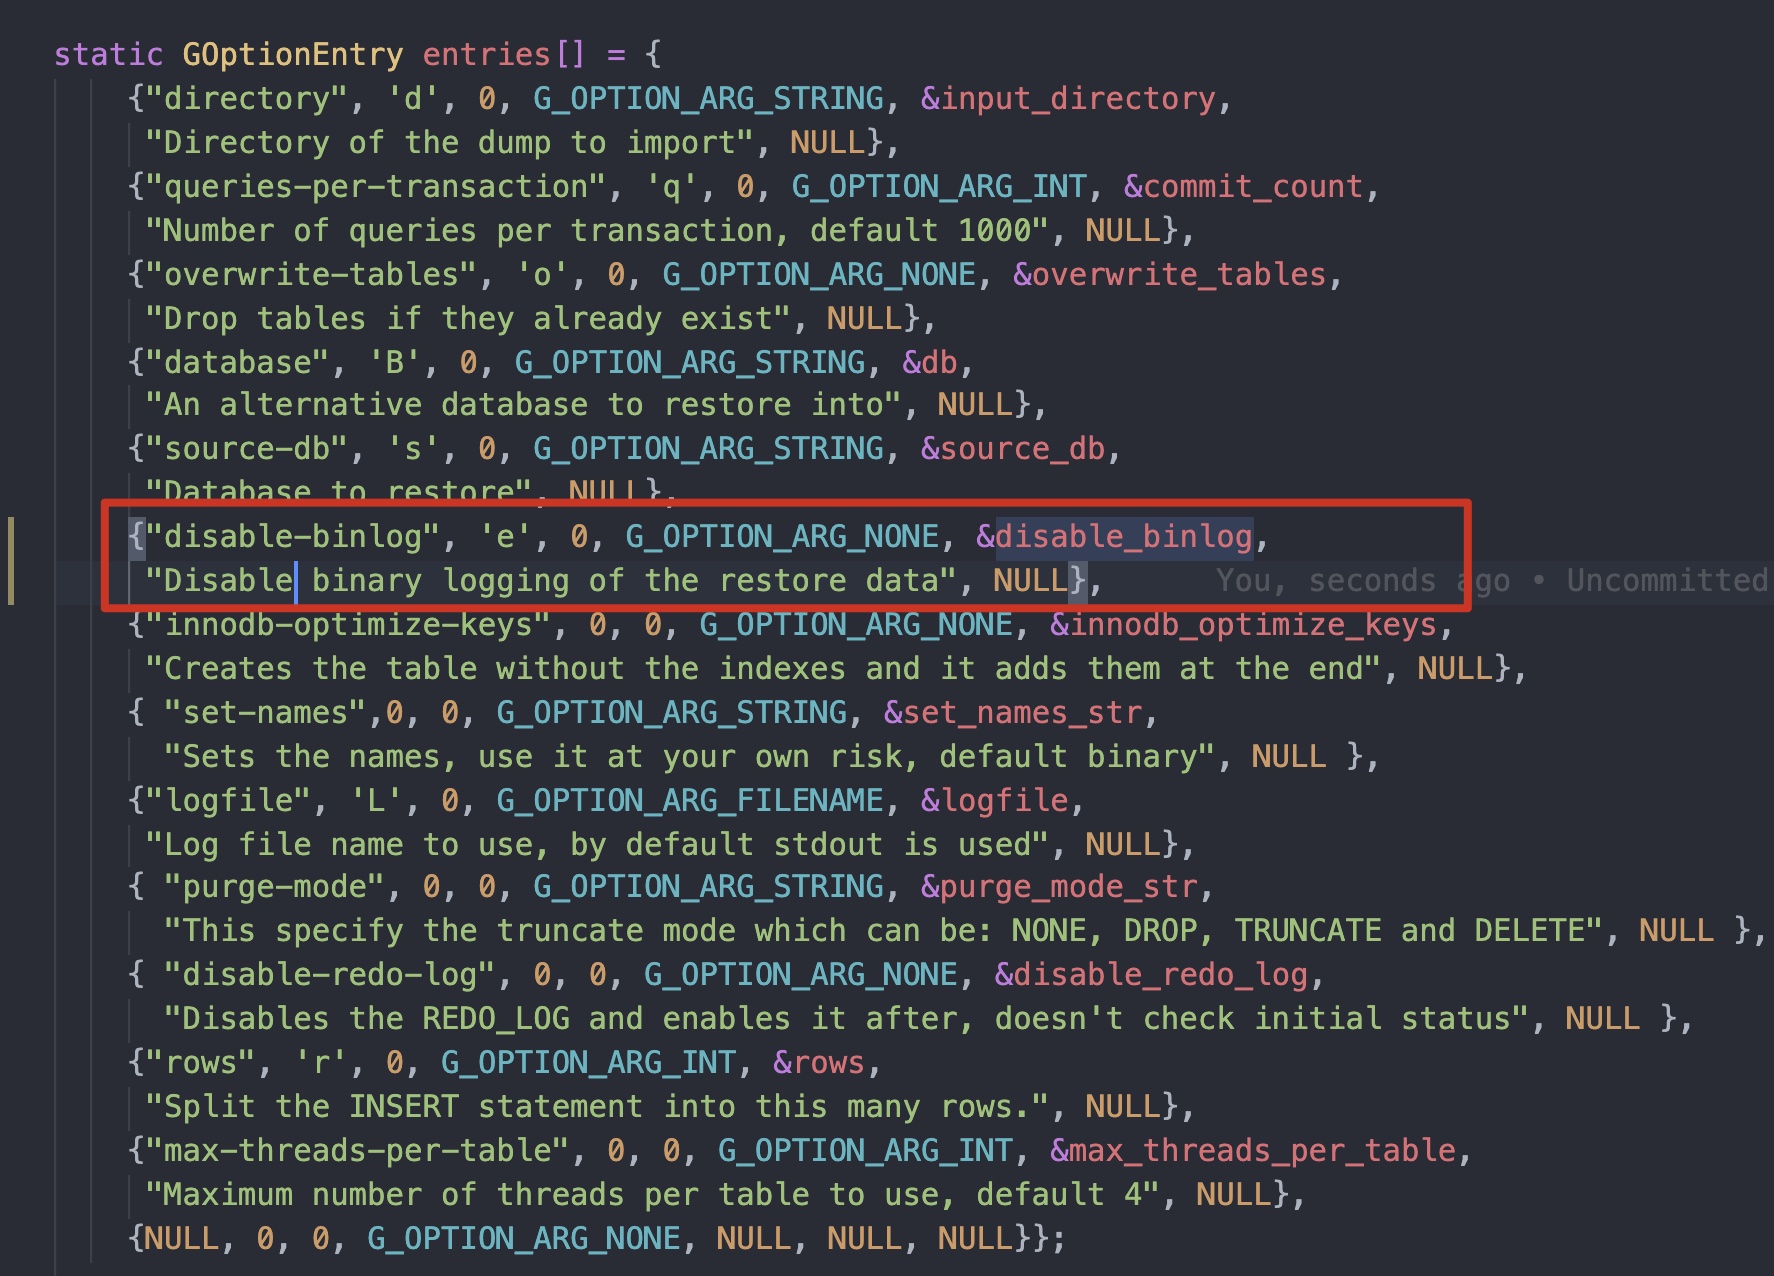 static GOptionEntry entries[] = {
{"directory", 'd', 0, G_OPTION_ARG_STRING, &input_directory,
"Directory of the dump to import", NULL},
{"queries-per-transaction", 'q', 0, G_OPTION_ARG_INT, &commit_count,
"Number of queries per transaction, default 1000", NULL},
{"overwrite-tables", 'o', 0, G_OPTION_ARG_NONE, &overwrite_tables,
"Drop tables if they already exist", NULL},
{"database", 'B', 0, G_OPTION_ARG_STRING, &db,
"An alternative database to restore into", NULL},
{"source-db", 's', 0, G_OPTION_ARG_STRING, &source_db,
"Database to restore", NULL},
{"disable-binlog", 'e', 0, G_OPTION_ARG_NONE, &disable_binlog,
"Disable binary logging of the restore data", NULL}, You, seconds ago • Uncommitted
{"innodb-optimize-keys", 0, 0, G_OPTION_ARG_NONE, &innodb_optimize_keys,
"Creates the table without the indexes and it adds them at the end", NULL},
{ "set-names",0, 0, G_OPTION_ARG_STRING, &set_names_str,
"Sets the names, use it at your own risk, default binary", NULL },
{"logfile", 'L', 0, G_OPTION_ARG_FILENAME, &logfile,
"Log file name to use, by default stdout is used", NULL},
{ "purge-mode", 0, 0, G_OPTION_ARG_STRING, &purge_mode_str,
"This specify the truncate mode which can be: NONE, DROP, TRUNCATE and DELETE", NULL },
{ "disable-redo-log", 0, 0, G_OPTION_ARG_NONE, &disable_redo_log,
"Disables the REDO_LOG and enables it after, doesn't check initial status", NULL },
{"rows", 'r', 0, G_OPTION_ARG_INT, &rows,
"Split the INSERT statement into this many rows.", NULL},
{"max-threads-per-table", 0, 0, G_OPTION_ARG_INT, &max_threads_per_table,
"Maximum number of threads per table to use, default 4", NULL},
{NULL, 0, 0, G_OPTION_ARG_NONE, NULL, NULL, NULL}};